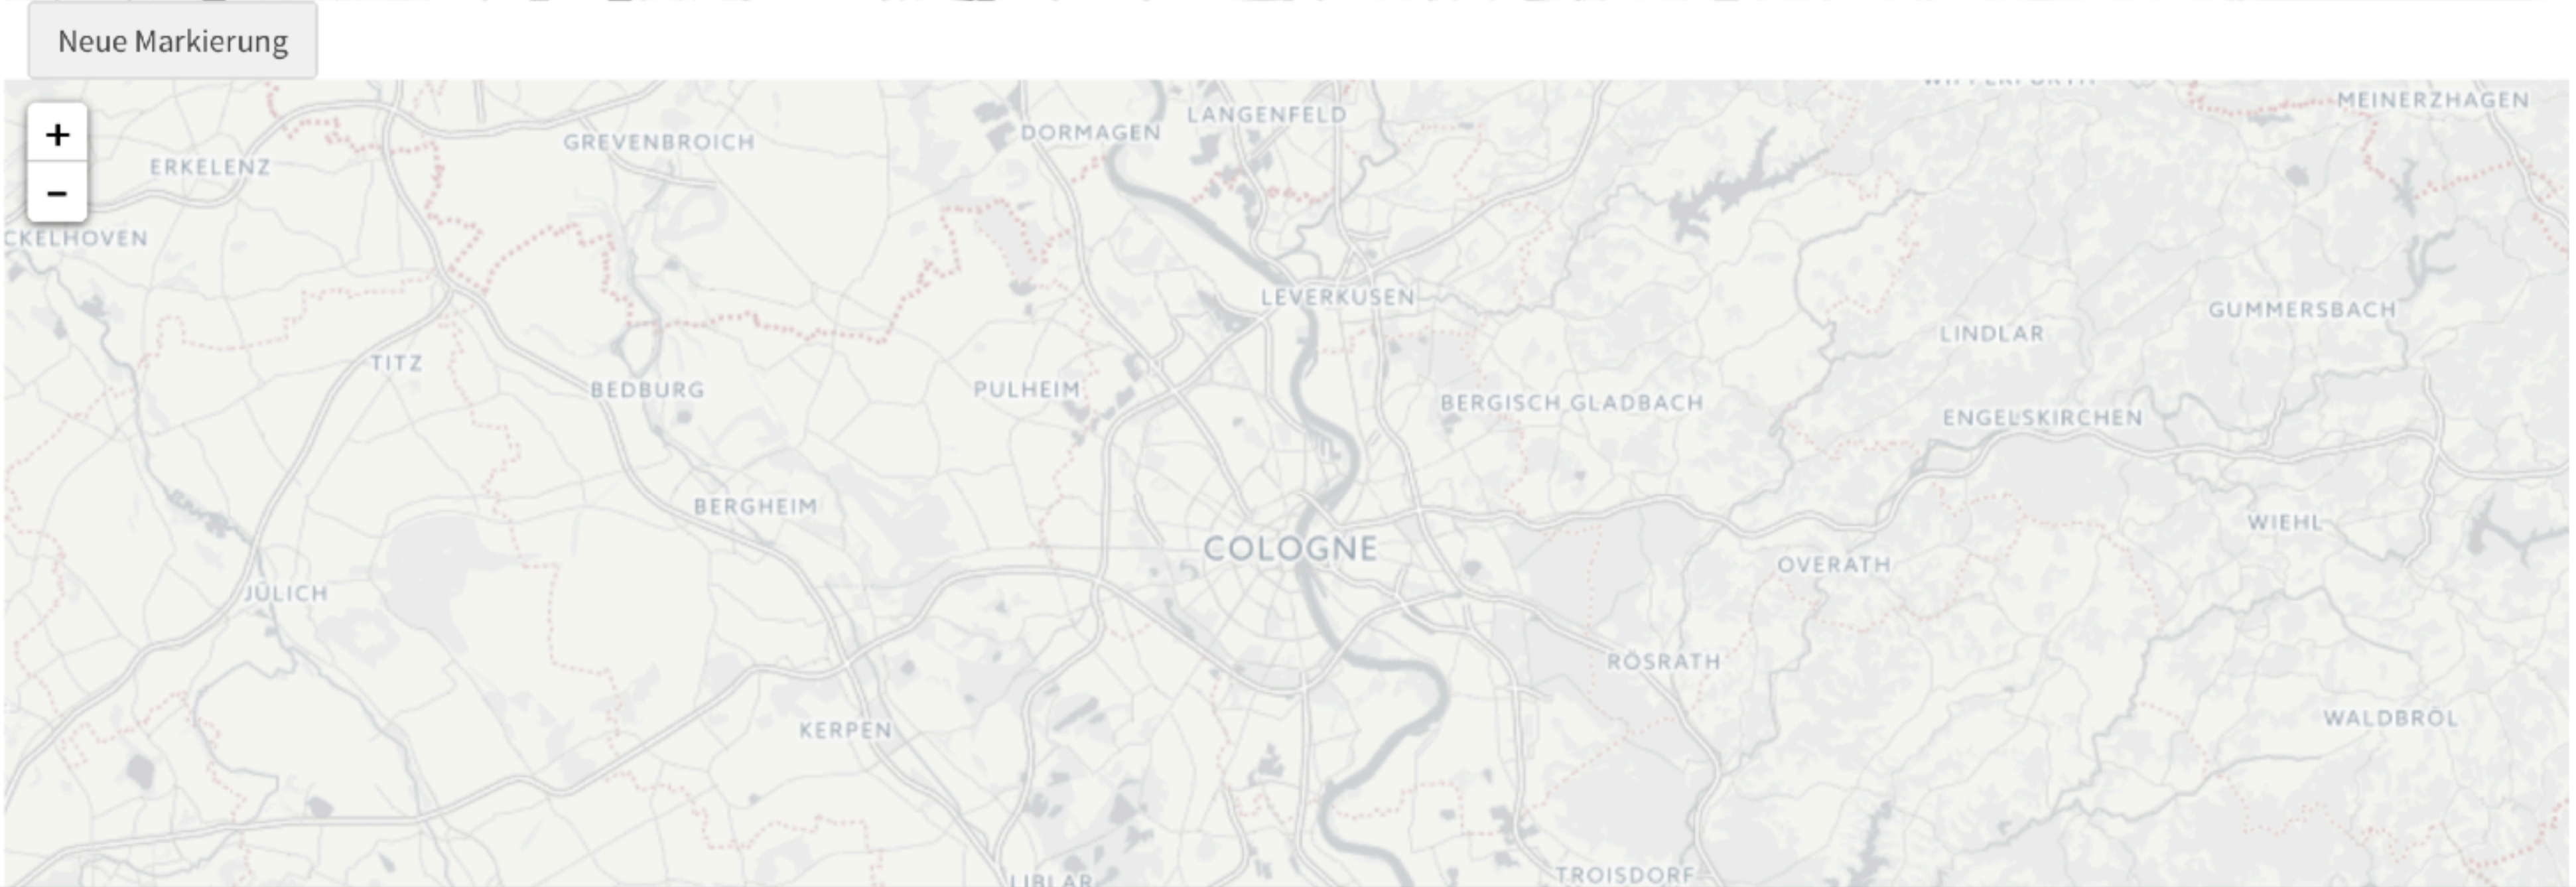 Neue Markierung
+
−
MEINERZHAGEN
LANGENFELD
DORMAGEN
GREVENBROICH
ERKELENZ
CKELHOVEN
LEVERKUSEN
GUMMERSBACH
LINDLAR
TITZ
BEDBURG
PULHEIM
BERGISCH GLADBACH
ENGELSKIRCHEN
BERGHEIM
WIEHL
COLOGNE
OVERATH
JÜLICH
RÖSRATH
WALDBRÖL
KERPEN
TROISDORF
LIBLAR